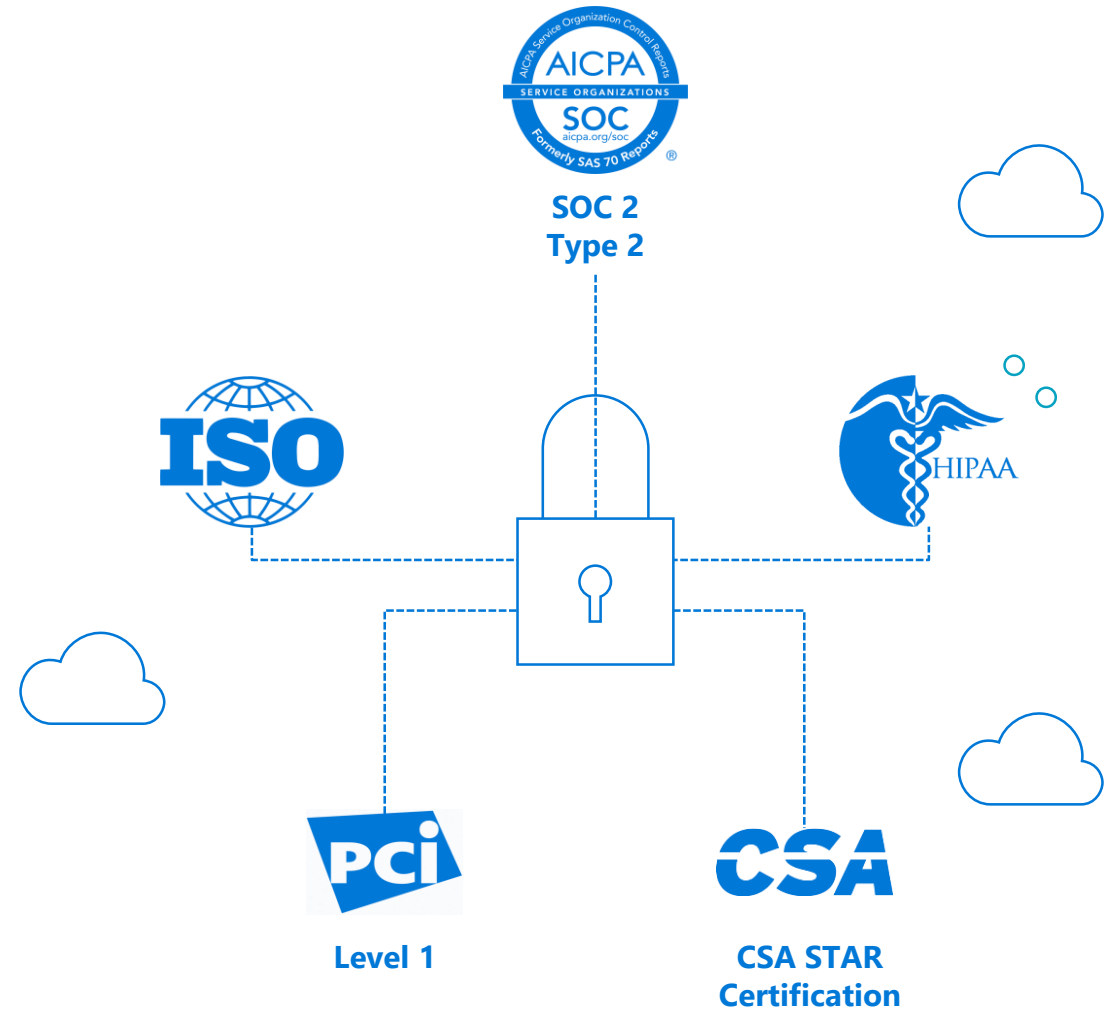 AICPA Service Organization Control Reports
AICPA
SERVICE ORGANIZATIONS
SOC
aicpa.org/soc
Formerly SAS 70 Reports
®
SOC 2
Type 2
ISO
HIPAA
PCi
Level 1
CSA
CSA STAR
Certification